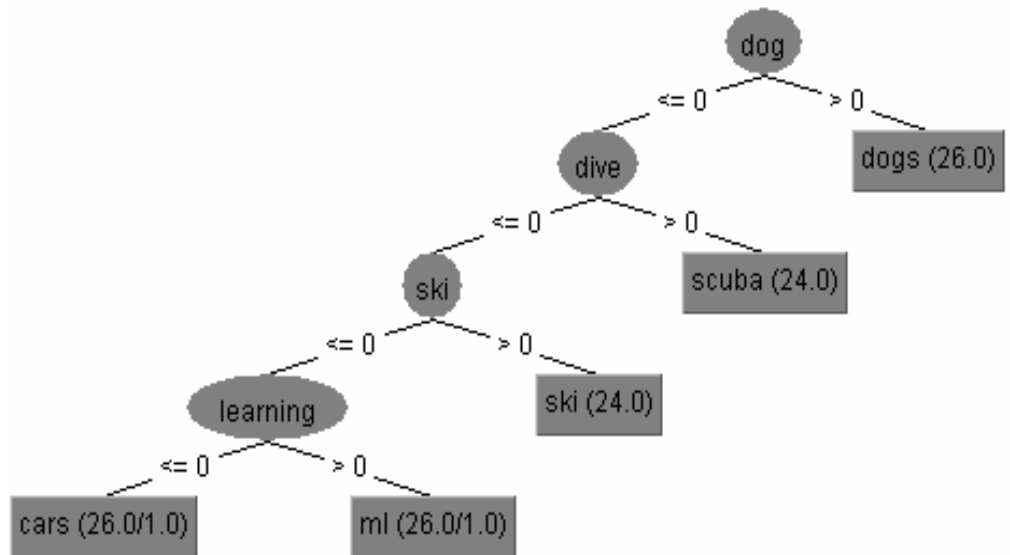 dog
<= 0
> 0
dive
dogs (26.0)
<= 0
> 0
ski
scuba (24.0)
<= 0
> 0
learning
ski (24.0)
<= 0
> 0
cars (26.0/1.0)
ml (26.0/1.0)